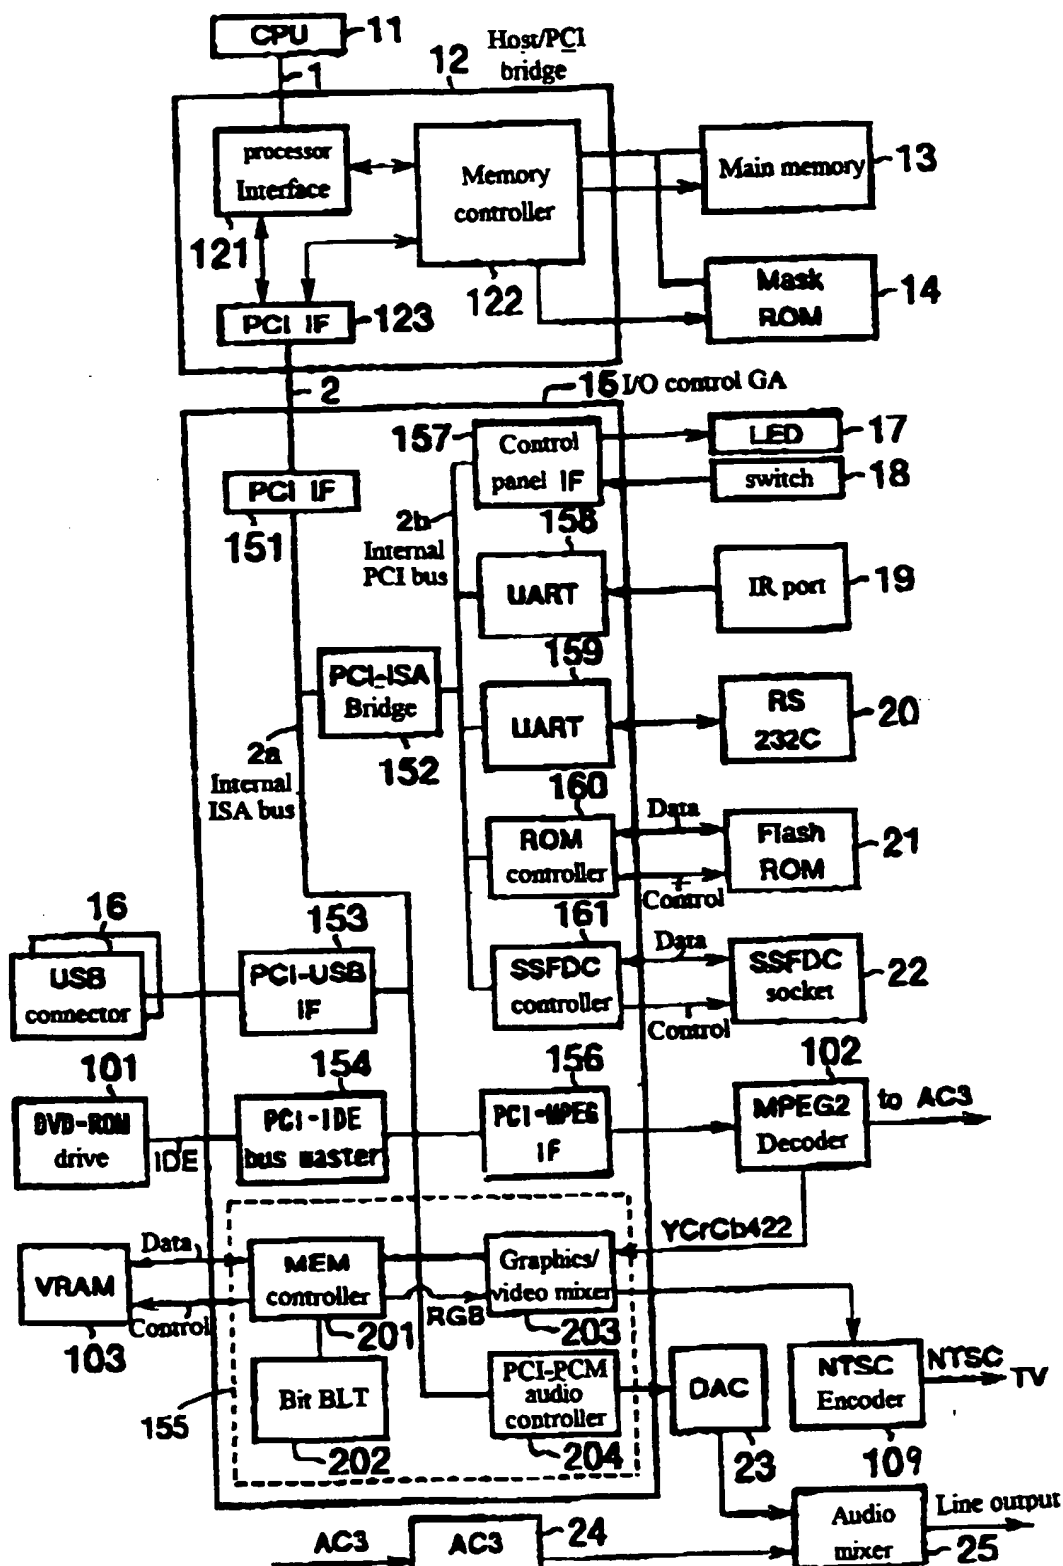 CPU
11
Host/PCI
bridge
1
12
processor
Interface
121
Memory
controller
122
Main memory
13
Mask
ROM
14
PCI IF
123
2
15 I/O control GA
157
Control
panel IF
LED
17
switch
18
PCI IF
151
2b
Internal
PCI bus
158
UART
IR port
19
PCI-ISA
Bridge
152
159
UART
RS
232C
20
2a
Internal
ISA bus
160
ROM
controller
Data
Control
Flash
ROM
21
16
USB
connector
153
PCI-USB
IF
161
SSFDC
controller
Data
Control
SSFDC
socket
22
101
DVD-ROM
drive
IDE
154
PCI-IDE
bus master
156
PCI-MPEG
IF
102
MPEG2
Decoder
to AC3
YCrCb422
VRAM
103
Data
Control
MEM
controller
201
RGB
Graphics/
video mixer
203
155
Bit BLT
202
PCI-PCM
audio
controller
204
DAC
23
NTSC
Encoder
109
NTSC
TV
AC3
AC3
24
Audio
mixer
25
Line output